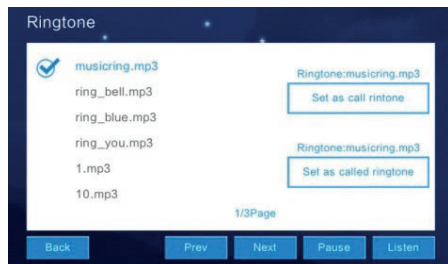 Ringtone
musicring.mp3
ring_bell.mp3
ring_blue.mp3
ring_you.mp3
1.mp3
10.mp3
Ringtone:musicring.mp3
Set as call rintone
Ringtone:musicring.mp3
Set as called ringtone
1/3Page
Back
Prev
Next
Pause
Listen